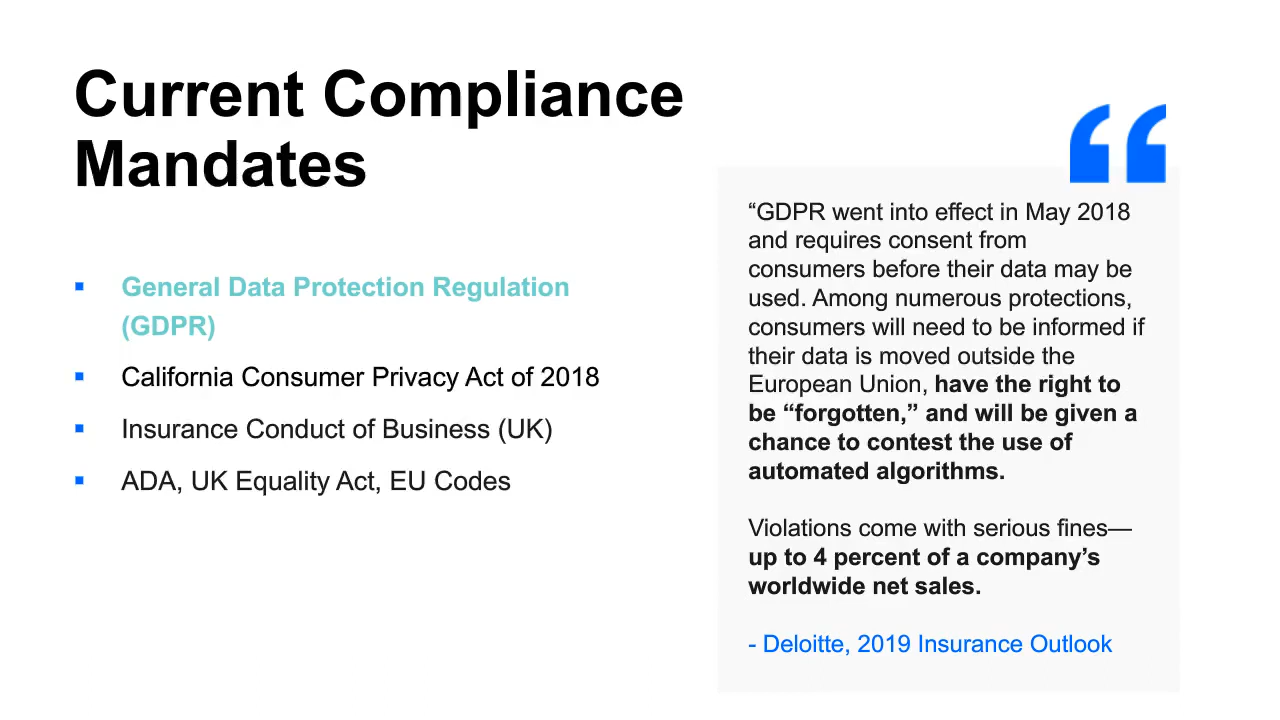 Current Compliance
Mandates
▪ General Data Protection Regulation
(GDPR)
▪ California Consumer Privacy Act of 2018
▪ Insurance Conduct of Business (UK)
▪ ADA, UK Equality Act, EU Codes
“
“GDPR went into effect in May 2018
and requires consent from
consumers before their data may be
used. Among numerous protections,
consumers will need to be informed if
their data is moved outside the
European Union, have the right to
be “forgotten,” and will be given a
chance to contest the use of
automated algorithms.
Violations come with serious fines—
up to 4 percent of a company’s
worldwide net sales.
- Deloitte, 2019 Insurance Outlook